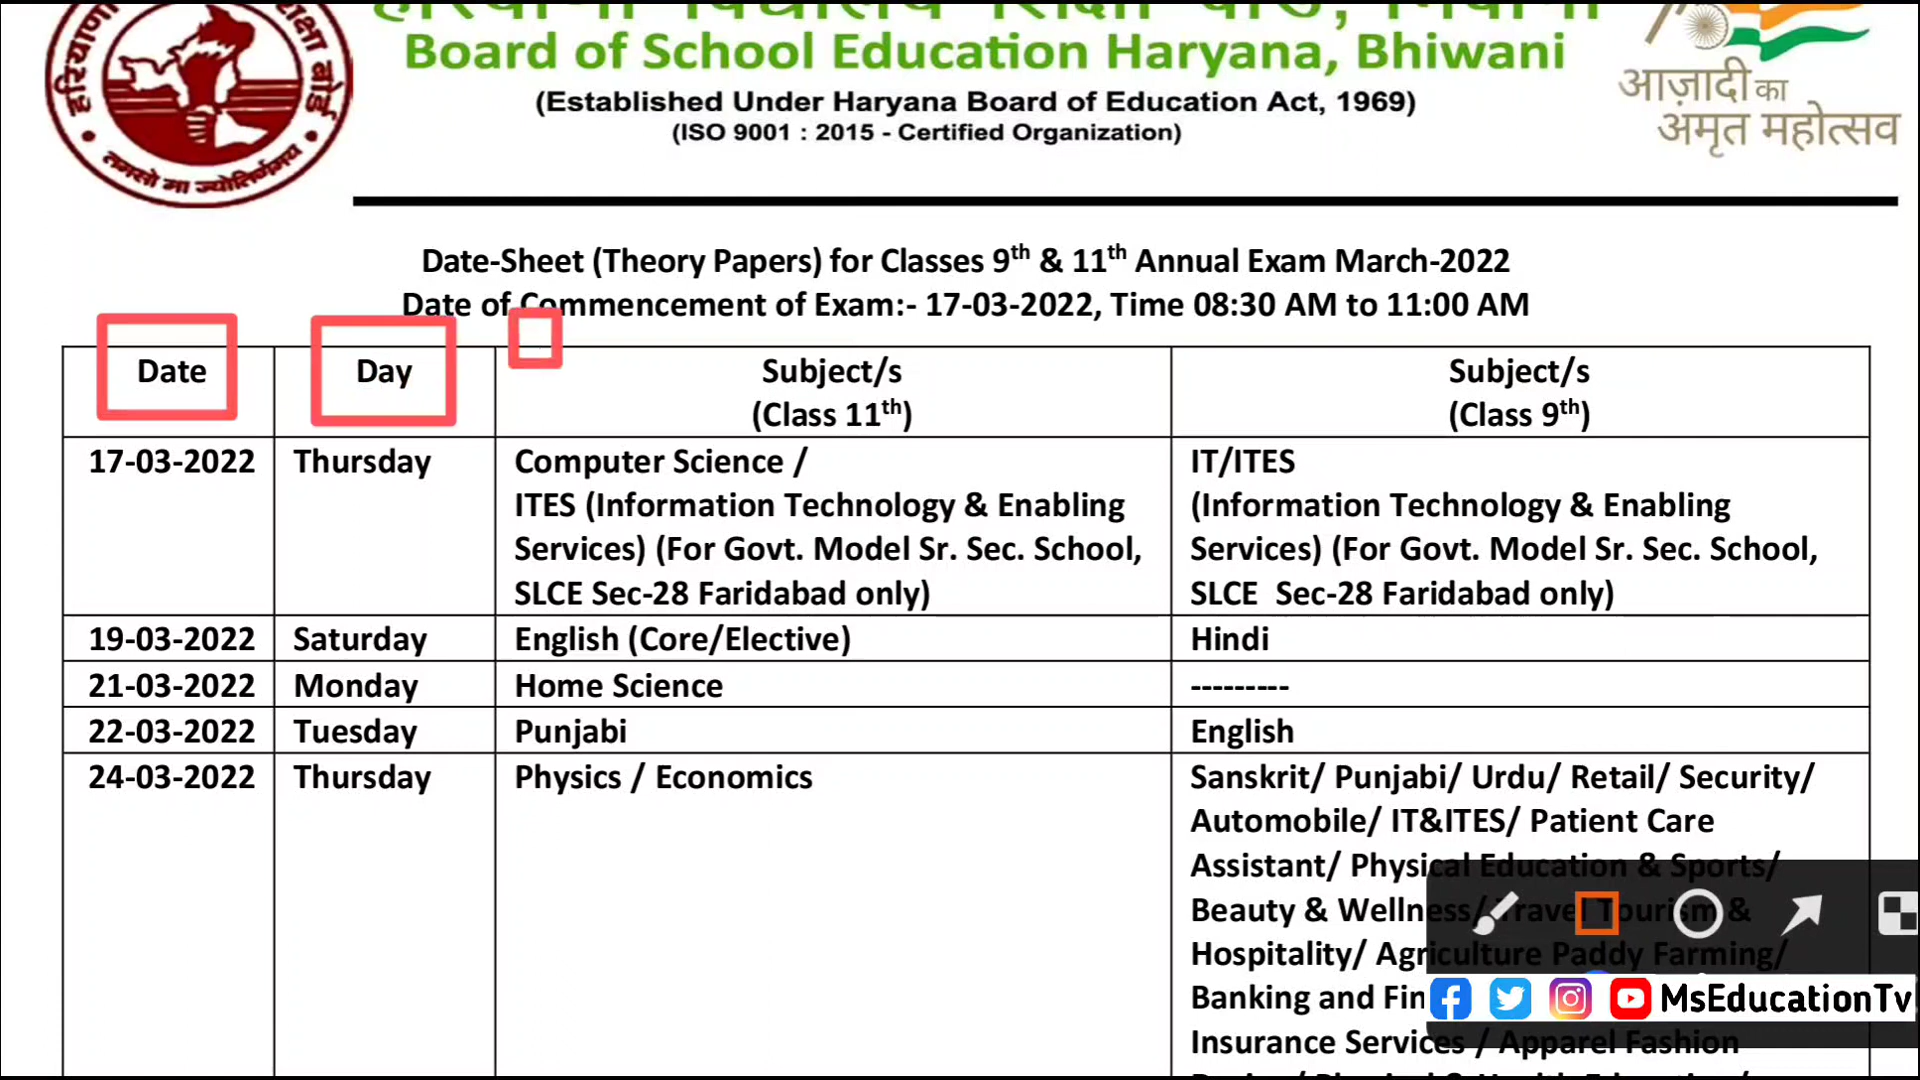 हरियाणा विद्यालय शिक्षा बोर्ड, भिवानी
Board of School Education Haryana, Bhiwani
(Established Under Haryana Board of Education Act, 1969)
(ISO 9001 : 2015 - Certified Organization)
तमसो मा ज्योतिर्गमय
आज़ादी का
अमृत महोत्सव
Date-Sheet (Theory Papers) for Classes 9th & 11th Annual Exam March-2022
Date of Commencement of Exam:- 17-03-2022, Time 08:30 AM to 11:00 AM
Date Day Subject/s Subject/s
(Class 11th) (Class 9th)
17-03-2022 Thursday Computer Science / IT/ITES
ITES (Information Technology & Enabling (Information Technology & Enabling
Services) (For Govt. Model Sr. Sec. School, Services) (For Govt. Model Sr. Sec. School,
SLCE Sec-28 Faridabad only) SLCE Sec-28 Faridabad only)
19-03-2022 Saturday English (Core/Elective) Hindi
21-03-2022 Monday Home Science ---------
22-03-2022 Tuesday Punjabi English
24-03-2022 Thursday Physics / Economics Sanskrit/ Punjabi/ Urdu/ Retail/ Security/
Automobile/ IT&ITES/ Patient Care
Assistant/ Physical Education & Sports/
Beauty & Wellness/ Travel Tourism &
Hospitality/ Agriculture Paddy Farming/
Banking and Fin
MsEducationTv
Insurance Services / Apparel Fashion